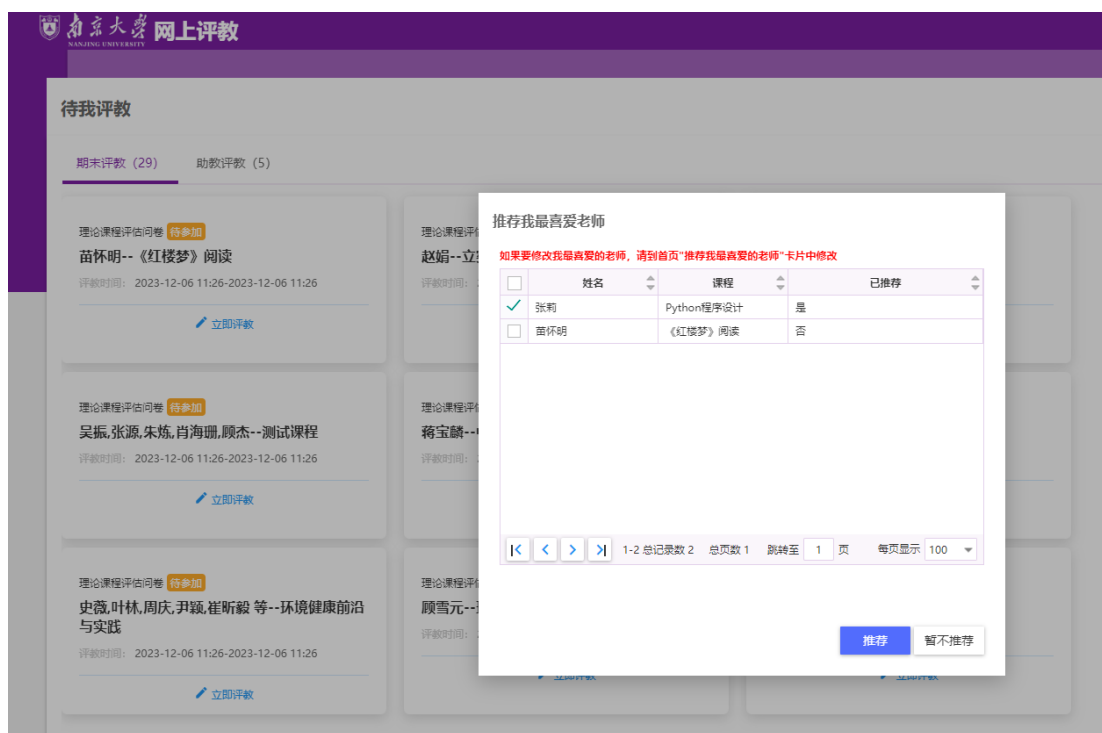 南京大学 网上评教
NANJING UNIVERSITY
待我评教
期末评教（29） 助教评教（5）
理论课程评估问卷 待参加
苗怀明--《红楼梦》阅读
评教时间： 2023-12-06 11:26-2023-12-06 11:26
立即评教
理论课程评
赵娟--立
评教时间：
理论课程评估问卷 待参加
吴振,张源,朱炼,肖海珊,顾杰--测试课程
评教时间： 2023-12-06 11:26-2023-12-06 11:26
立即评教
理论课程评
蒋宝麟--
评教时间：
理论课程评估问卷 待参加
史薇,叶林,周庆,尹颖,崔昕毅 等--环境健康前沿
与实践
评教时间： 2023-12-06 11:26-2023-12-06 11:26
立即评教
理论课程评
顾雪元--
评教时间：
立即评教
立即评教
推荐我最喜爱老师
如果要修改我最喜爱的老师，请到首页"推荐我最喜爱的老师"卡片中修改
姓名 课程 已推荐
张莉 Python程序设计 是
苗怀明 《红楼梦》阅读 否
1-2 总记录数 2 总页数 1 跳转至 1 页 每页显示 100
推荐 暂不推荐